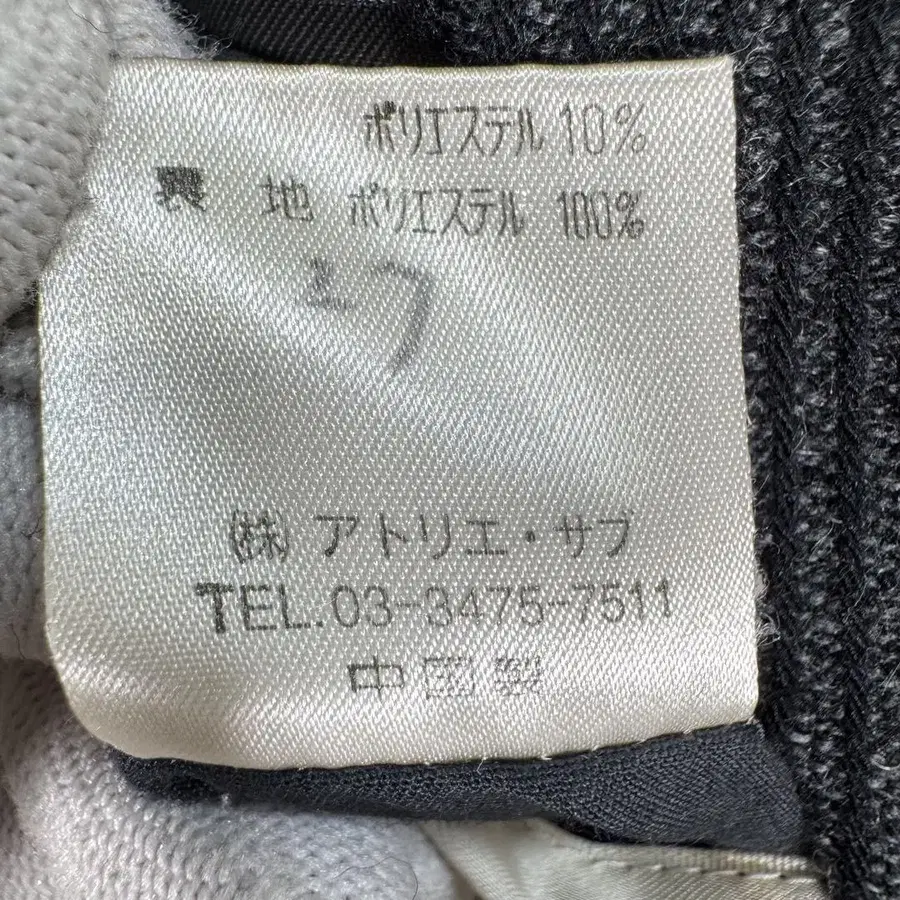 ポリエステル 10%
裏 地 ポリエステル 100%
27
(株)アトリエ・サブ
TEL.03-3475-7511
中国製